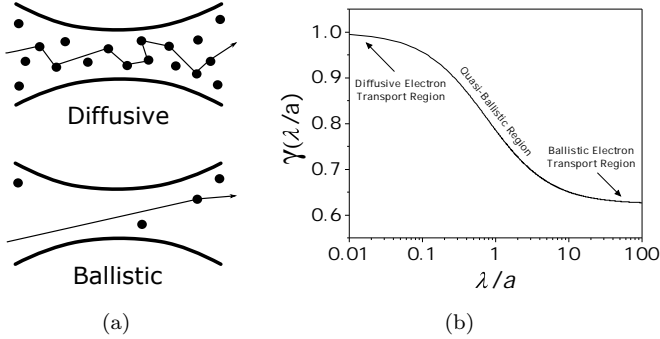 Diffusive
Ballistic
(a)
γ(λ/a)
1.0
0.9
0.8
0.7
0.6
Diffusive Electron
Transport Region
Quasi-Ballistic Region
Ballistic Electron
Transport Region
0.01
0.1
1
10
100
λ/a
(b)